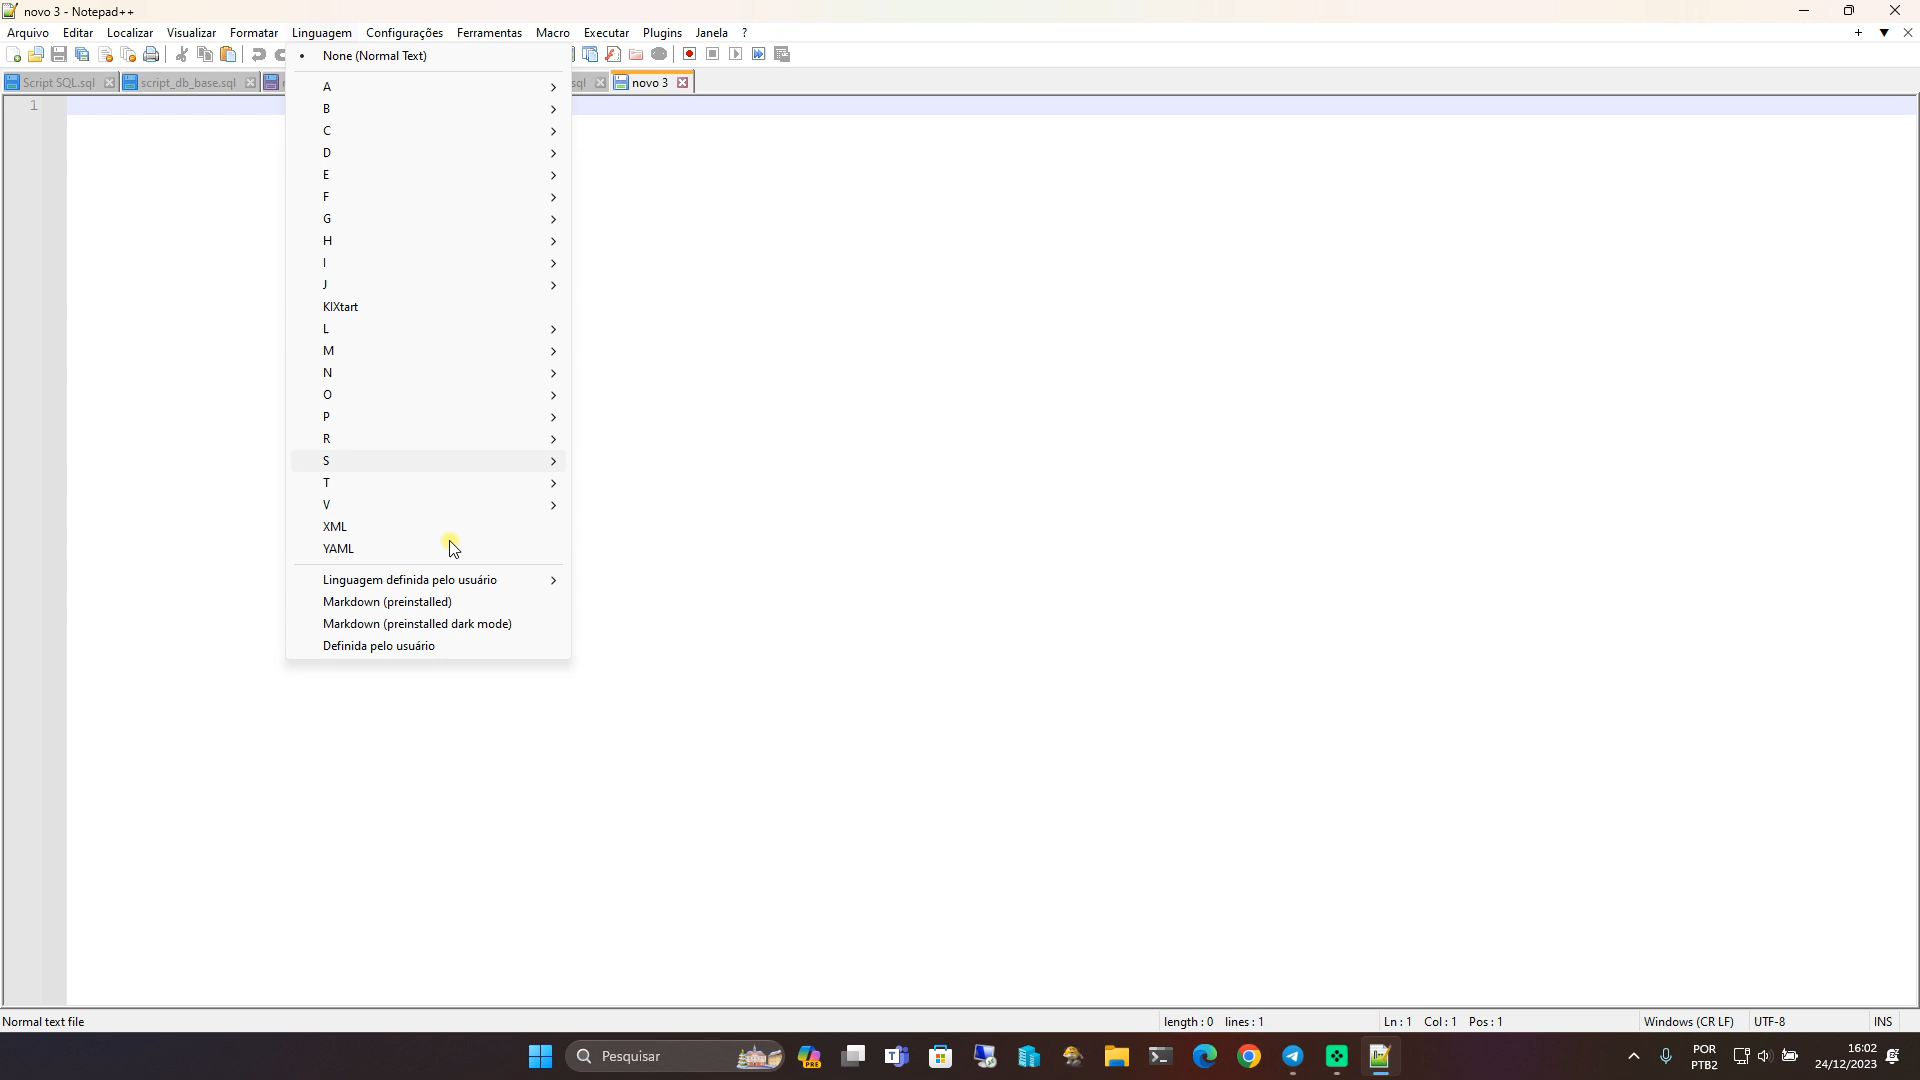 novo 3 - Notepad++
Arquivo Editar Localizar Visualizar Formatar Linguagem Configurações Ferramentas Macro Executar Plugins Janela ?
Script SQL.sql script_db_base.sql sql novo 3
1
None (Normal Text)
A
B
C
D
E
F
G
H
I
J
KIXtart
L
M
N
O
P
R
S
T
V
XML
YAML
Linguagem definida pelo usuário
Markdown (preinstalled)
Markdown (preinstalled dark mode)
Definida pelo usuário
Normal text file length : 0 lines : 1 Ln : 1 Col : 1 Pos : 1 Windows (CR LF) UTF-8 INS
Pesquisar PRE POR 16:02
PTB2 24/12/2023